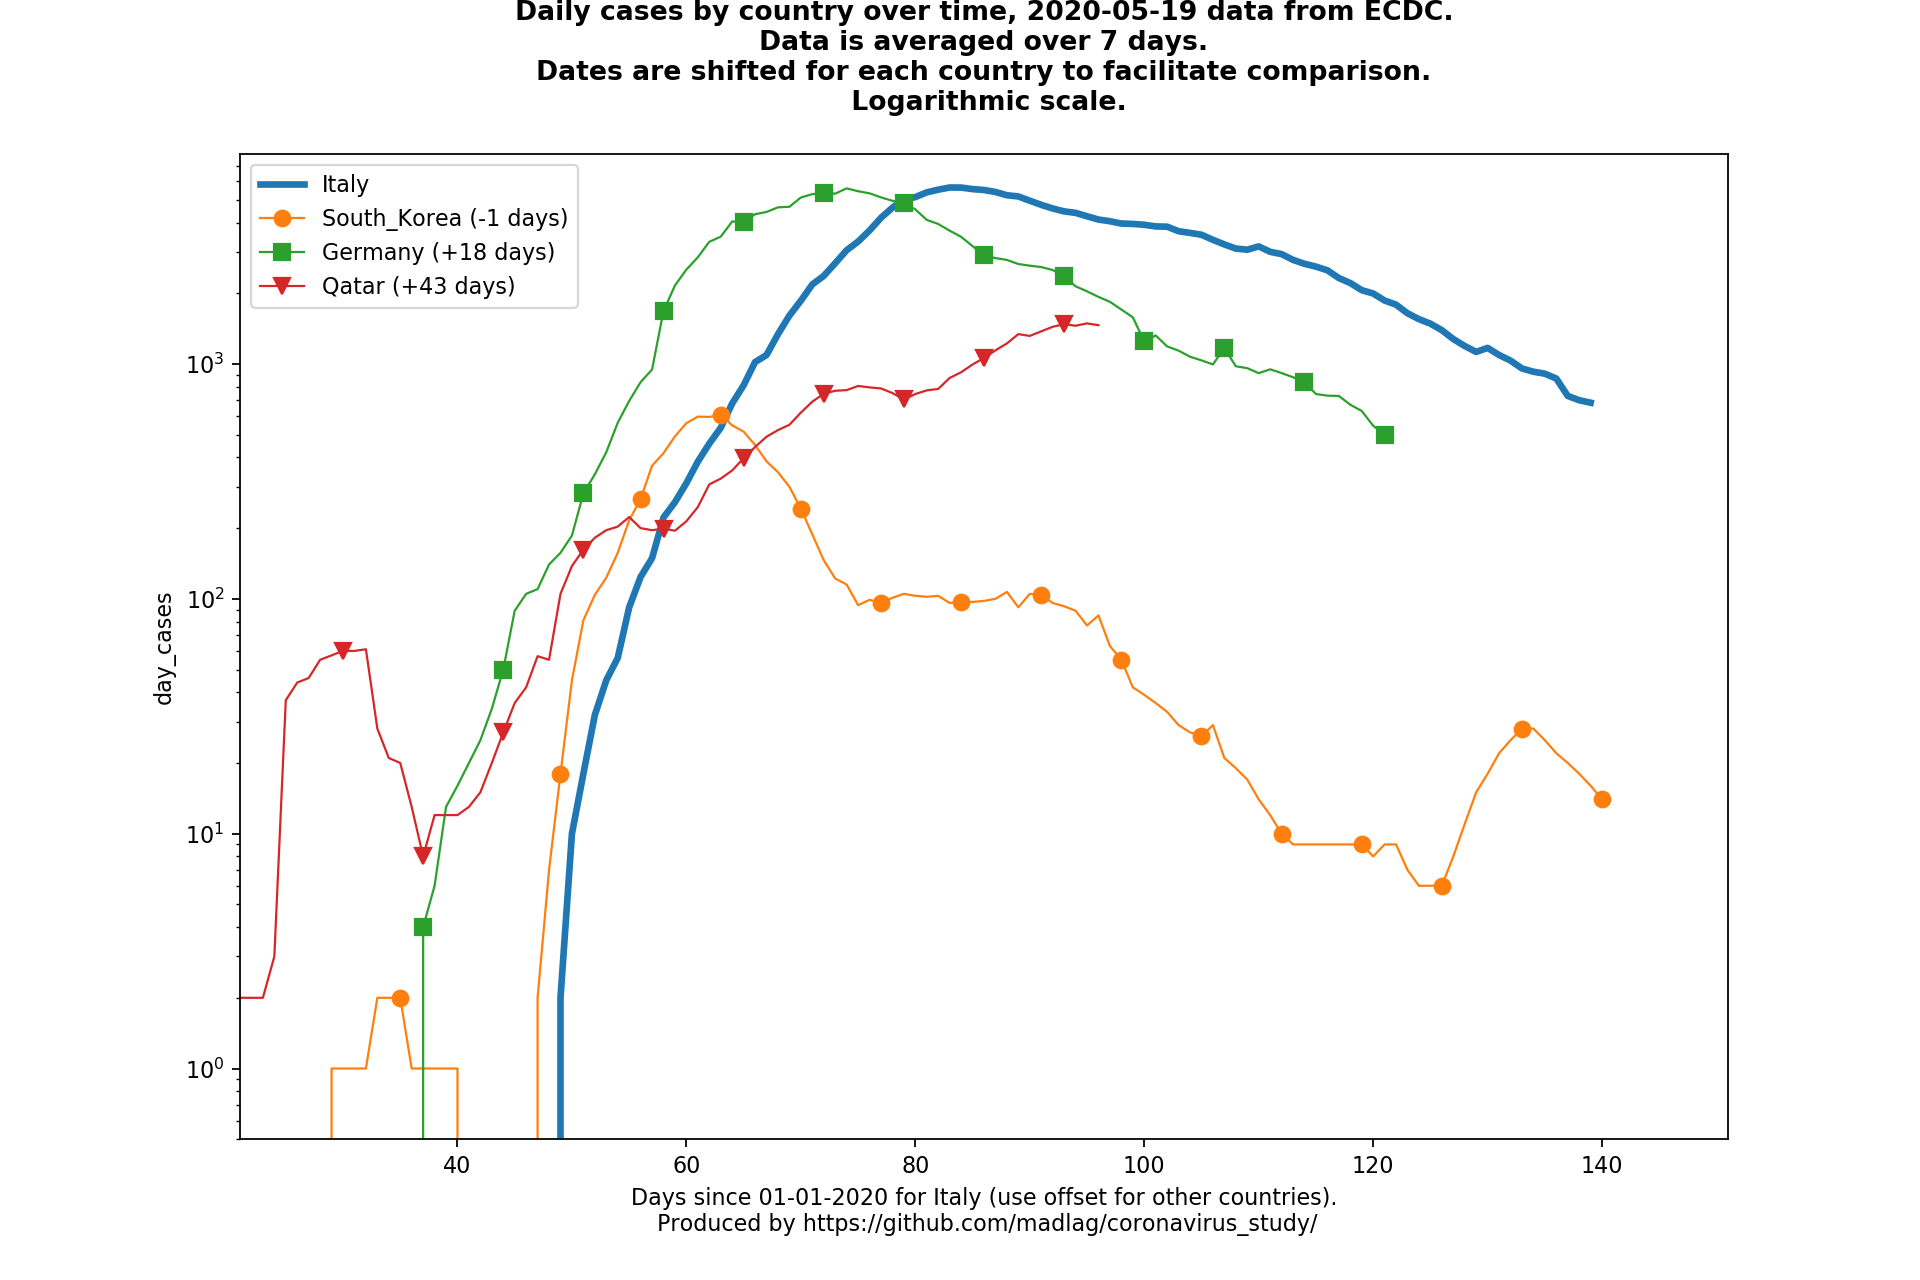 Daily cases by country over time, 2020-05-19 data from ECDC.
Data is averaged over 7 days.
Dates are shifted for each country to facilitate comparison.
Logarithmic scale.
Italy
South_Korea (-1 days)
Germany (+18 days)
Qatar (+43 days)
10³
10²
10¹
10⁰
day_cases
40 60 80 100 120 140
Days since 01-01-2020 for Italy (use offset for other countries).
Produced by https://github.com/madlag/coronavirus_study/